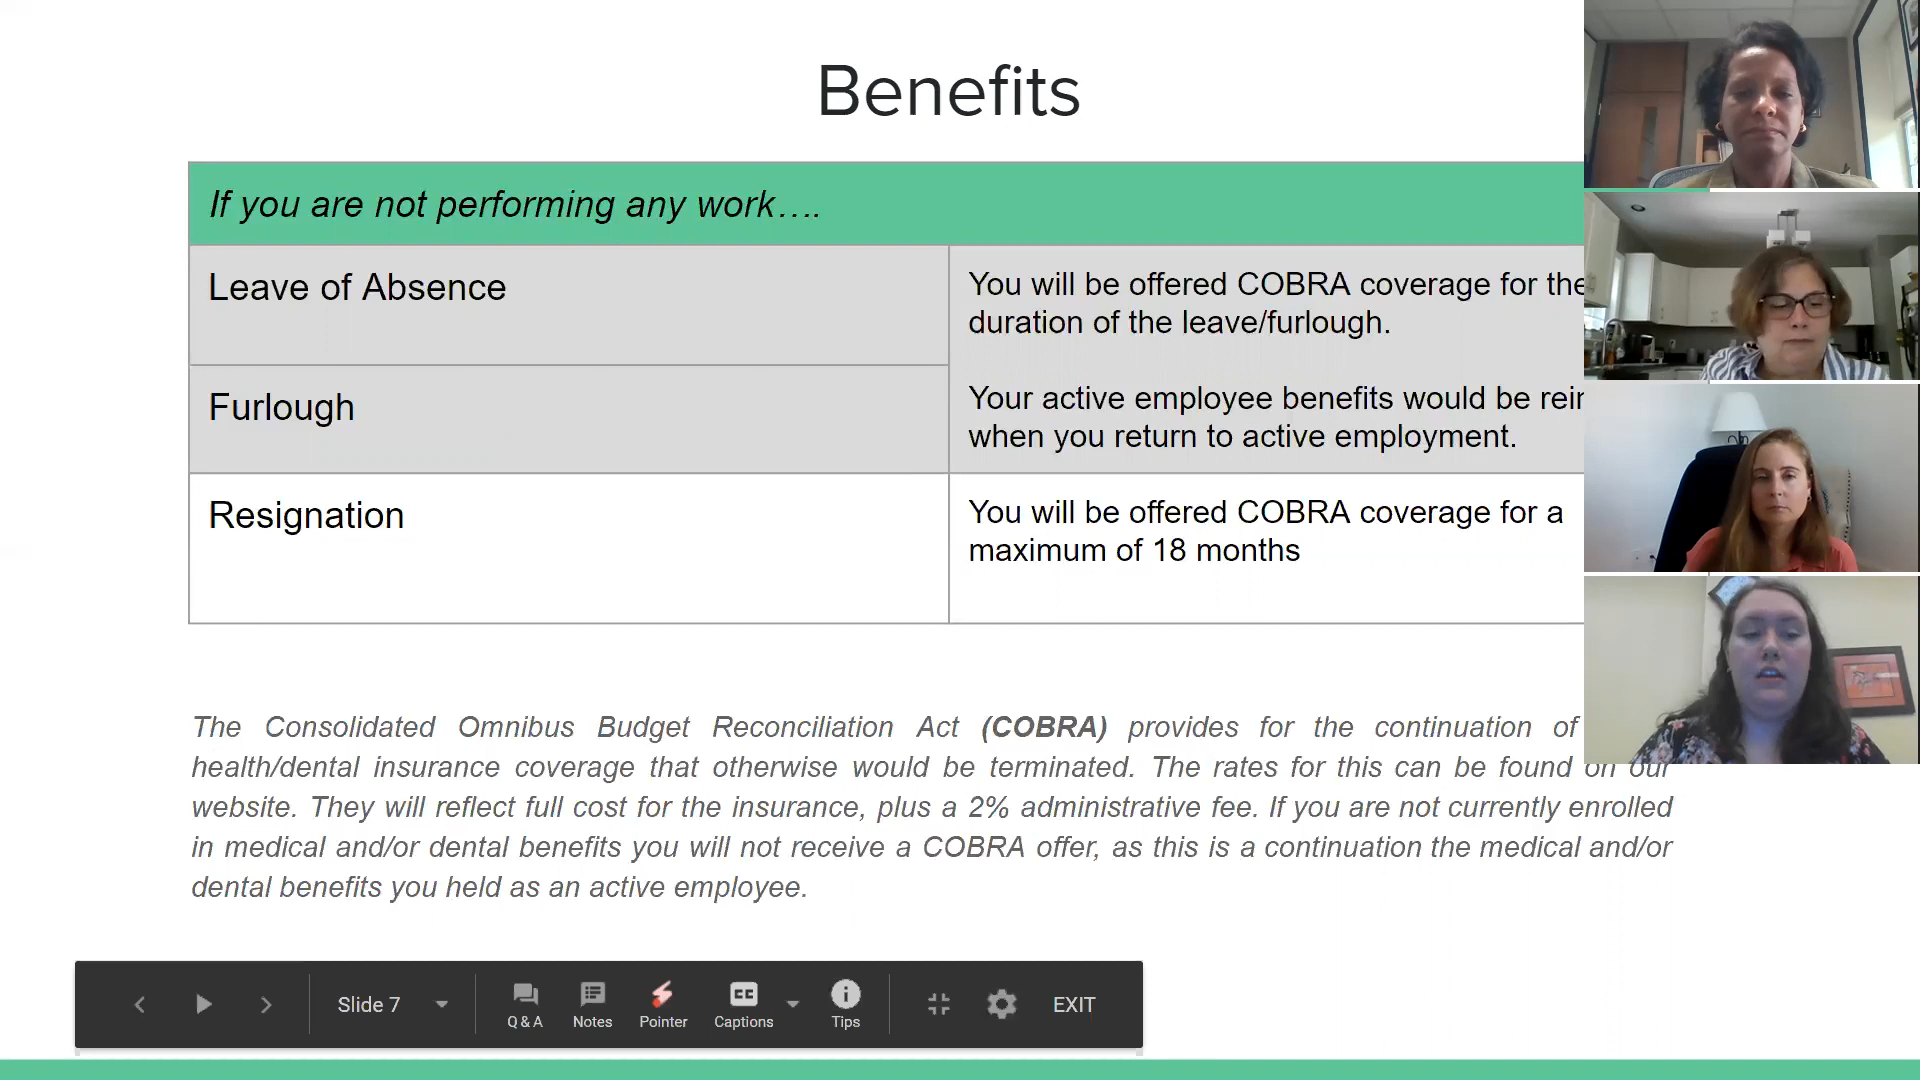 Benefits
If you are not performing any work….
Leave of Absence
You will be offered COBRA coverage for the
duration of the leave/furlough.
Furlough
Your active employee benefits would be
when you return to active employment.
Resignation
You will be offered COBRA coverage for a
maximum of 18 months
The Consolidated Omnibus Budget Reconciliation Act (COBRA) provides for the continuation of
health/dental insurance coverage that otherwise would be terminated. The rates for this can be found on our
website. They will reflect full cost for the insurance, plus a 2% administrative fee. If you are not currently enrolled
in medical and/or dental benefits you will not receive a COBRA offer, as this is a continuation the medical and/or
dental benefits you held as an active employee.
Slide 7
Q & A
Notes
Pointer
CC
Captions
Tips
EXIT